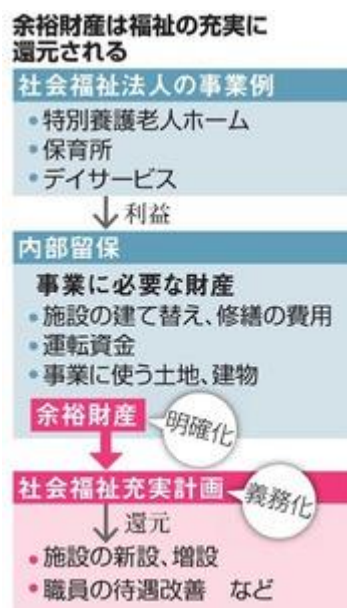 余裕財産は福祉の充実に
還元される
社会福祉法人の事業例
•特別養護老人ホーム
•保育所
•デイサービス
↓利益
内部留保
事業に必要な財産
•施設の建て替え、修繕の費用
•運転資金
•事業に使う土地、建物
余裕財産 明確化
社会福祉充実計画 義務化
↓還元
•施設の新設、増設
•職員の待遇改善 など